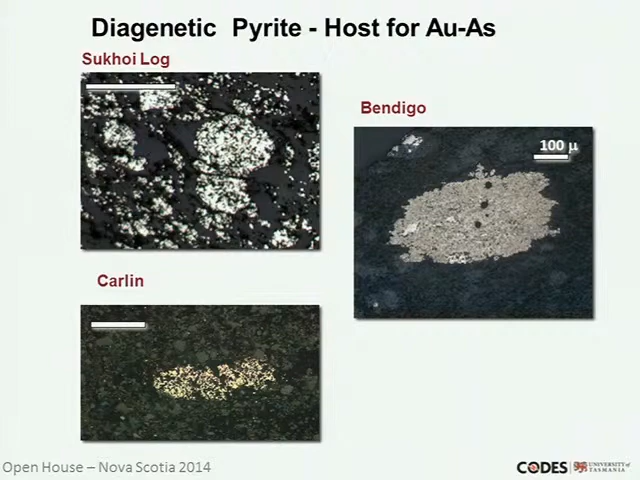 Diagenetic Pyrite - Host for Au-As
Sukhoi Log
Bendigo
100 μ
Carlin
Open House – Nova Scotia 2014
CODES
UNIVERSITY of
TASMANIA